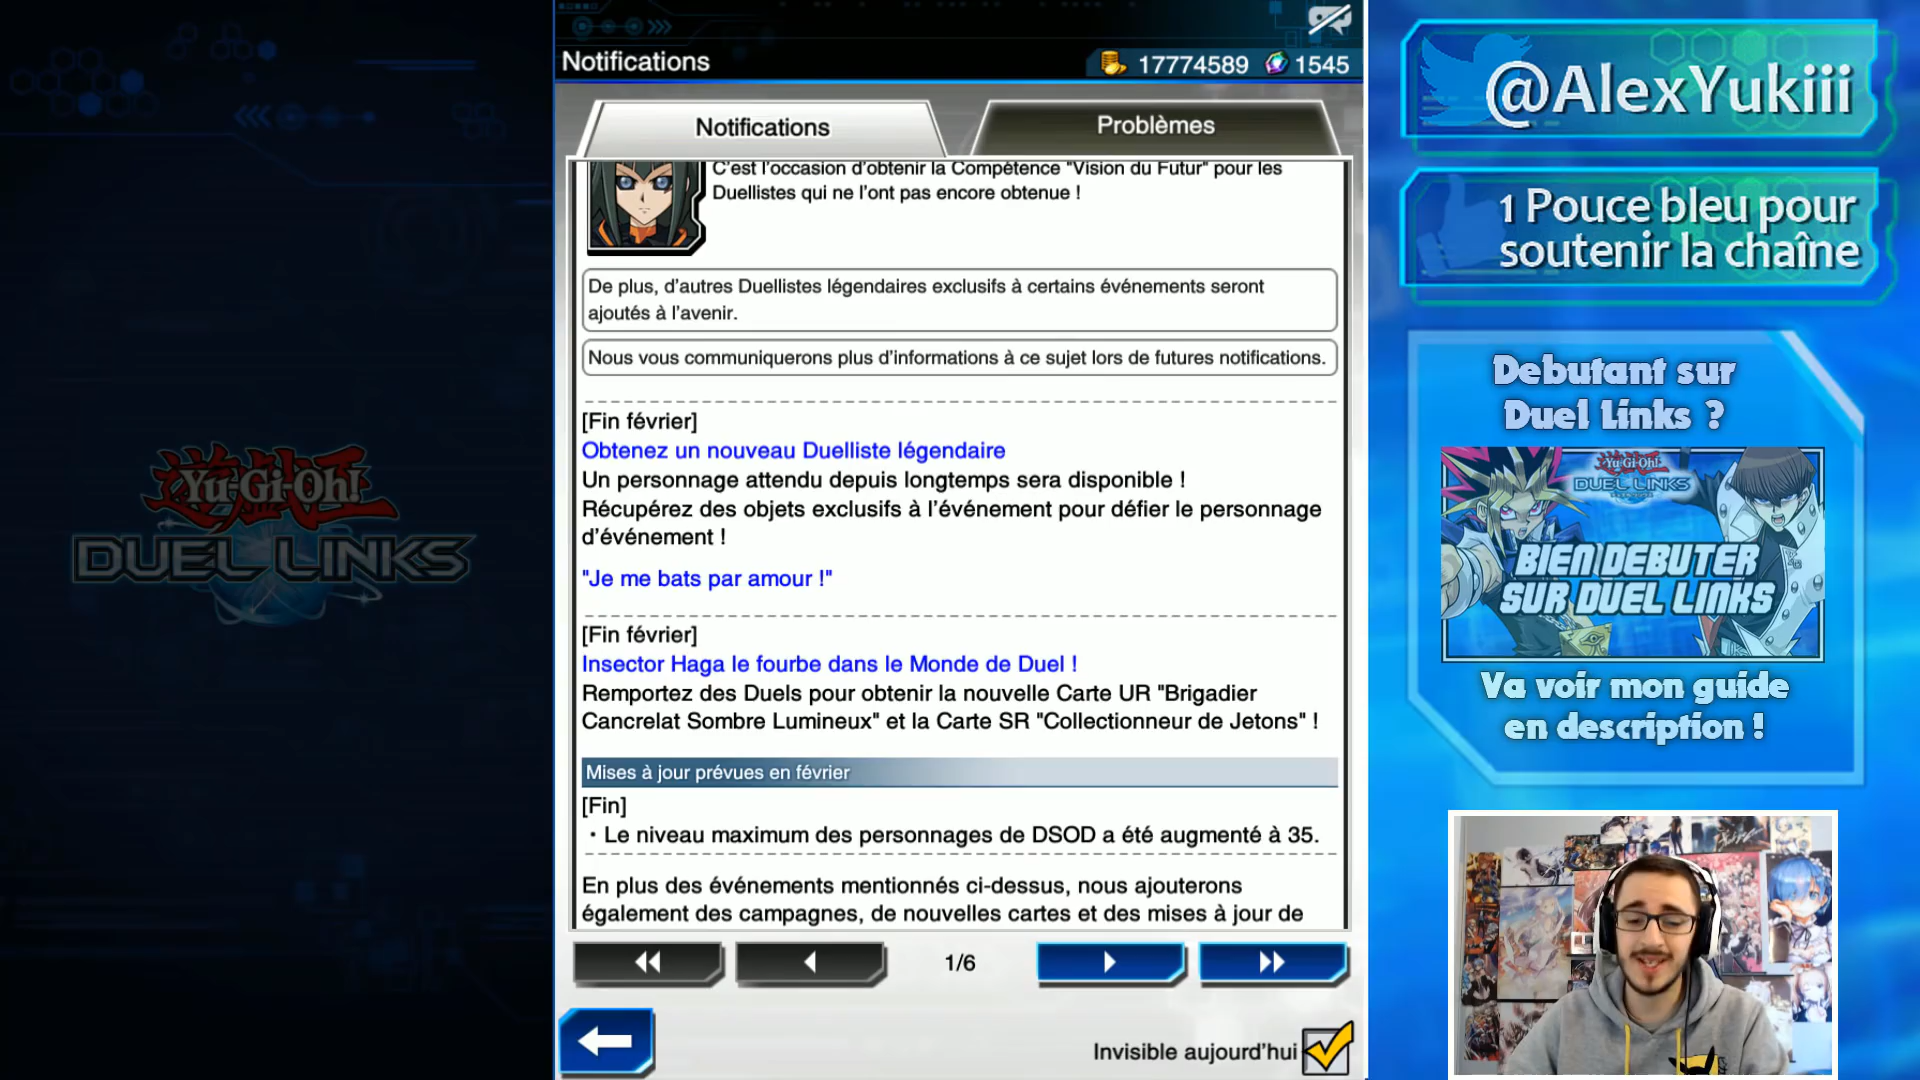 Notifications
17774589
1545
Notifications
Problèmes
C'est l'occasion d'obtenir la Compétence "Vision du Futur" pour les
Duellistes qui ne l'ont pas encore obtenue !
De plus, d'autres Duellistes légendaires exclusifs à certains événements seront
ajoutés à l'avenir.
Nous vous communiquerons plus d'informations à ce sujet lors de futures notifications.
[Fin février]
Obtenez un nouveau Duelliste légendaire
Un personnage attendu depuis longtemps sera disponible !
Récupérez des objets exclusifs à l'événement pour défier le personnage
d'événement !
"Je me bats par amour !"
[Fin février]
Insector Haga le fourbe dans le Monde de Duel !
Remportez des Duels pour obtenir la nouvelle Carte UR "Brigadier
Cancrelat Sombre Lumineux" et la Carte SR "Collectionneur de Jetons" !
Mises à jour prévues en février
[Fin]
・Le niveau maximum des personnages de DSOD a été augmenté à 35.
En plus des événements mentionnés ci-dessus, nous ajouterons
également des campagnes, de nouvelles cartes et des mises à jour de
1/6
Invisible aujourd'hui
Yu-Gi-Oh!
DUEL LINKS
@AlexYukiii
1 Pouce bleu pour
soutenir la chaîne
Debutant sur
Duel Links ?
Yu-Gi-Oh!
DUEL LINKS
BIEN DEBUTER
SUR DUEL LINKS
Va voir mon guide
en description !